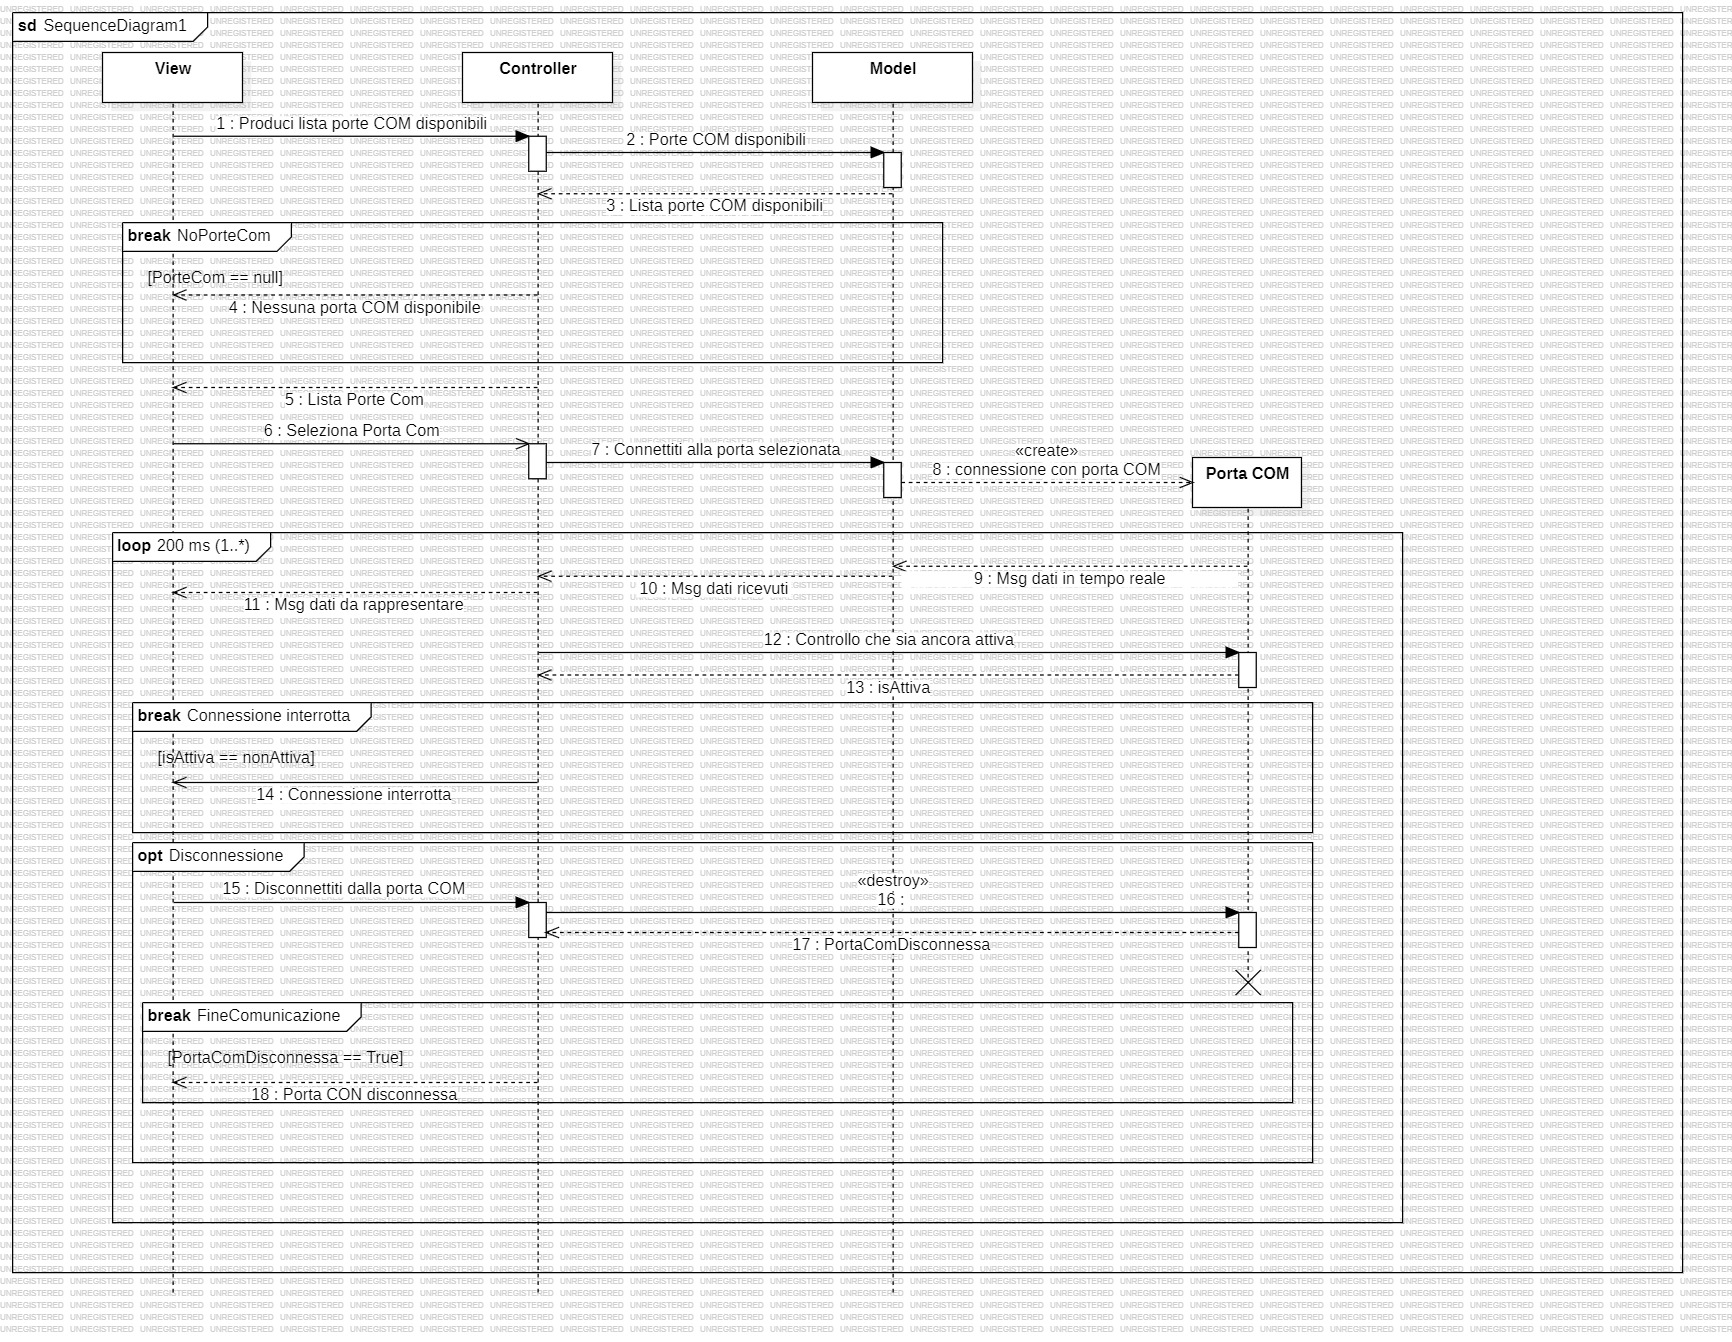 sd SequenceDiagram1
View
Controller
Model
1 : Produci lista porte COM disponibili
2 : Porte COM disponibili
3 : Lista porte COM disponibili
break NoPorteCom
[PorteCom == null]
4 : Nessuna porta COM disponibile
5 : Lista Porte Com
6 : Seleziona Porta Com
7 : Connettiti alla porta selezionata
«create»
8 : connessione con porta COM
Porta COM
loop 200 ms (1..*)
9 : Msg dati in tempo reale
10 : Msg dati ricevuti
11 : Msg dati da rappresentare
12 : Controllo che sia ancora attiva
13 : isAttiva
break Connessione interrotta
[isAttiva == nonAttiva]
14 : Connessione interrotta
opt Disconnessione
15 : Disconnettiti dalla porta COM
«destroy»
16 :
17 : PortaComDisconnessa
break FineComunicazione
[PortaComDisconnessa == True]
18 : Porta CON disconnessa
UNREGISTERED